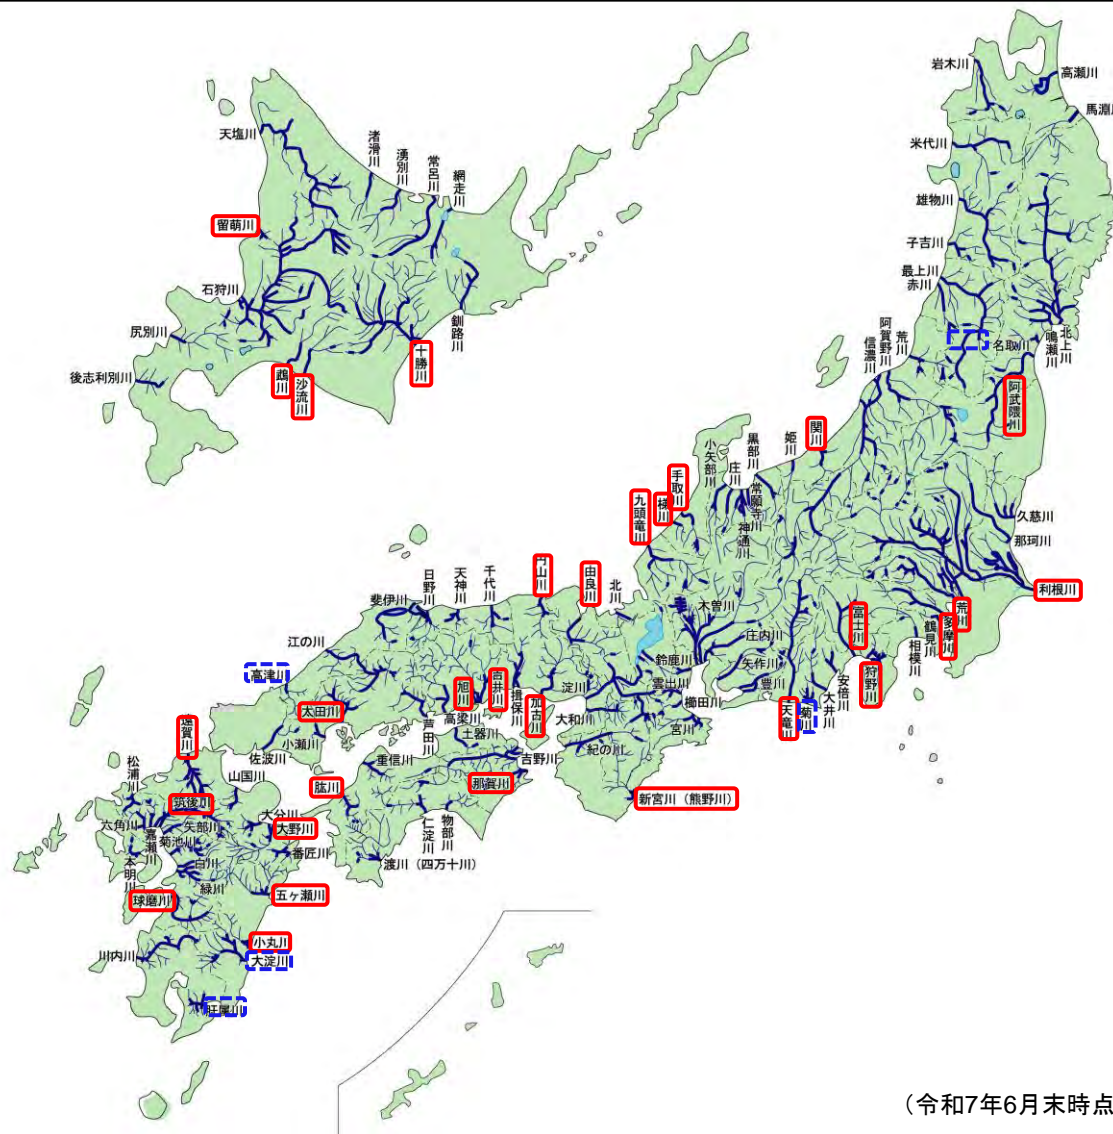 岩木川
高瀬川
馬淵川
米代川
雄物川
子吉川
最上川
赤川
荒川
阿賀野川
信濃川
名取川
鳴瀬川
北上川
阿武隈川
天塩川
渚滑川
湧別川
常呂川
網走川
留萌川
石狩川
尻別川
後志利別川
鵡川
沙流川
十勝川
釧路川
関川
姫川
黒部川
常願寺川
神通川
庄川
小矢部川
手取川
梯川
九頭竜川
久慈川
那珂川
利根川
荒川
多摩川
鶴見川
相模川
富士川
狩野川
安倍川
大井川
菊川
天竜川
豊川
矢作川
庄内川
木曽川
鈴鹿川
雲出川
櫛田川
宮川
北川
由良川
円山川
千代川
天神川
日野川
斐伊川
江の川
高津川
太田川
小瀬川
佐波川
芦田川
高梁川
旭川
吉井川
揖保川
加古川
淀川
大和川
紀の川
新宮川（熊野川）
土器川
吉野川
那賀川
重信川
肱川
物部川
仁淀川
渡川（四万十川）
遠賀川
山国川
松浦川
筑後川
六角川
嘉瀬川
矢部川
菊池川
本明川
白川
緑川
大分川
大野川
番匠川
五ヶ瀬川
球磨川
小丸川
大淀川
川内川
肝属川
（令和7年6月末時点